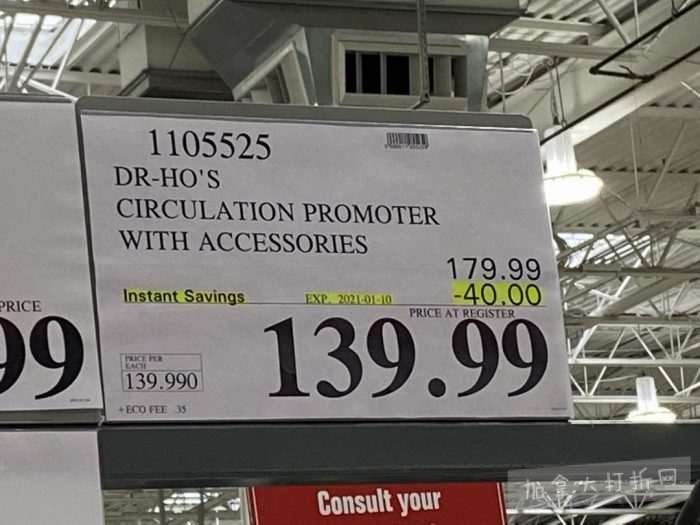 1105525
DR-HO'S
CIRCULATION PROMOTER
WITH ACCESSORIES
179.99
Instant Savings EXP. 2021-01-10 -40.00
PRICE AT REGISTER
139.99
PRICE PER
EACH
139.990
+ ECO FEE .35
PRICE
99
Consult your
加拿大打折网